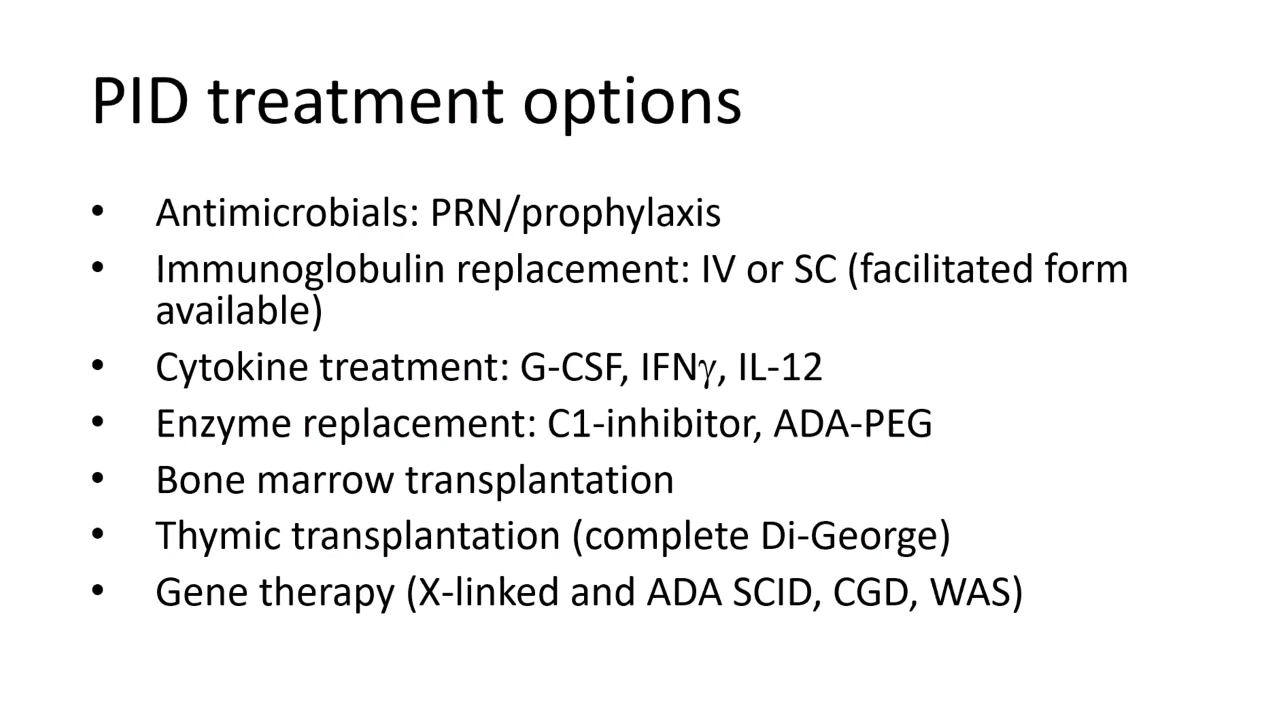 PID treatment options
• Antimicrobials: PRN/prophylaxis
• Immunoglobulin replacement: IV or SC (facilitated form
available)
• Cytokine treatment: G-CSF, IFNγ, IL-12
• Enzyme replacement: C1-inhibitor, ADA-PEG
• Bone marrow transplantation
• Thymic transplantation (complete Di-George)
• Gene therapy (X-linked and ADA SCID, CGD, WAS)